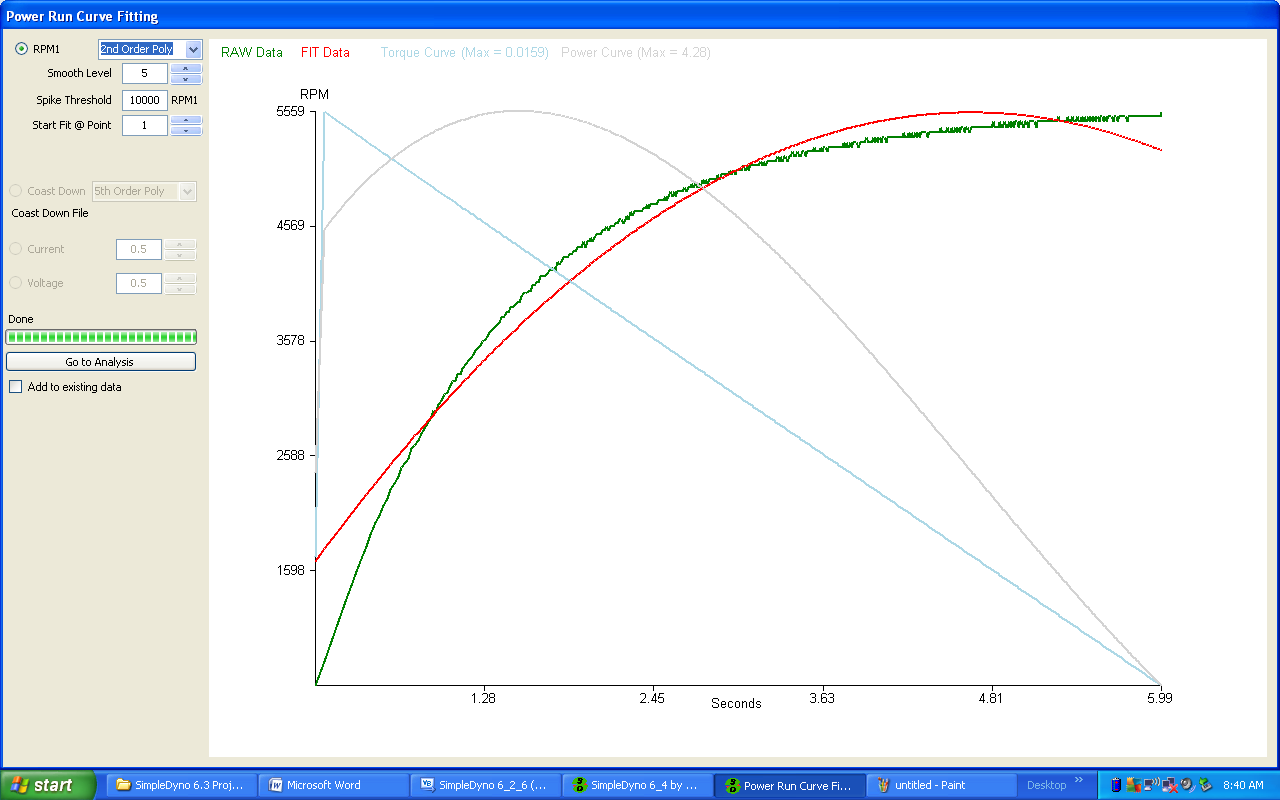 Power Run Curve Fitting
RPM1 2nd Order Poly
Smooth Level 5
Spike Threshold 10000 RPM1
Start Fit @ Point 1
Coast Down 5th Order Poly
Coast Down File
Current 0.5
Voltage 0.5
Done
Go to Analysis
Add to existing data
RAW Data FIT Data Torque Curve (Max = 0.0159) Power Curve (Max = 4.28)
RPM
5559
4569
3578
2588
1598
1.28 2.45 3.63 4.81 5.99
Seconds
start SimpleDyno 6.3 Proj... Microsoft Word SimpleDyno 6_2_6 (... SimpleDyno 6_4 by ... Power Run Curve Fi... untitled - Paint Desktop » 8:40 AM